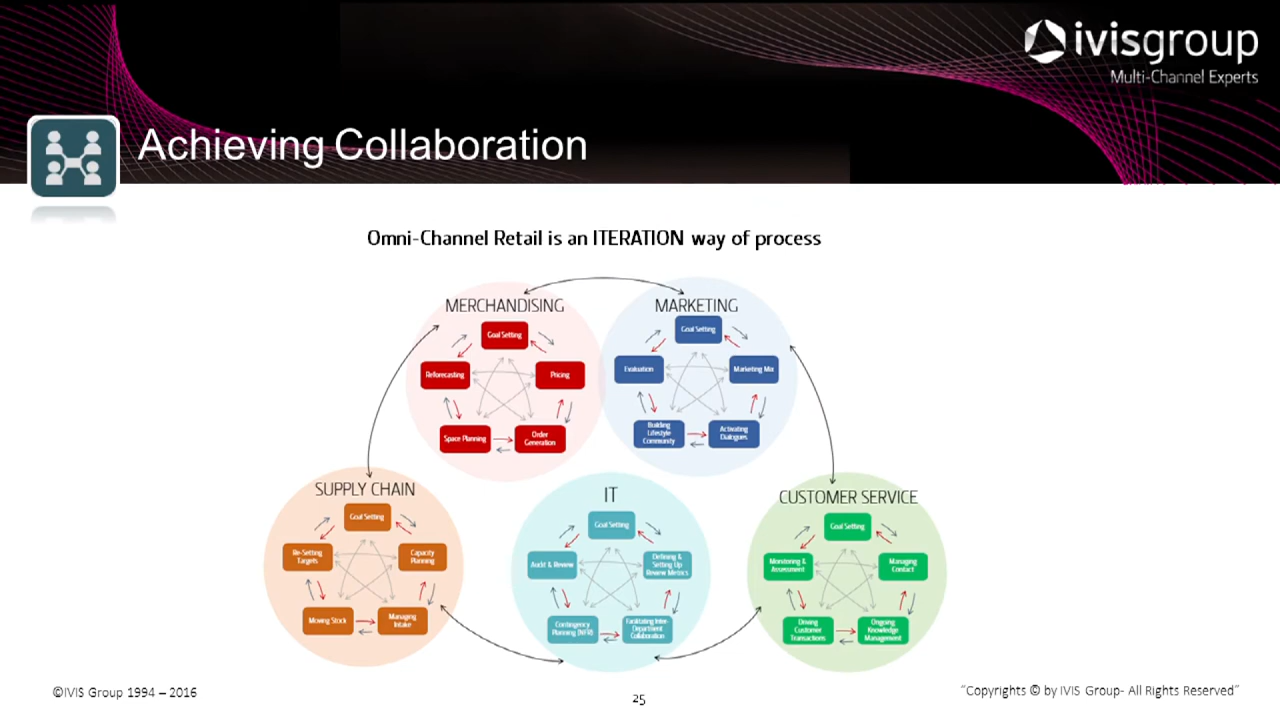 ivisgroup
Multi-Channel Experts
Achieving Collaboration
Omni-Channel Retail is an ITERATION way of process
MERCHANDISING
Goal Setting
Reforecasting
Pricing
Space Planning
Order
Generation
MARKETING
Goal Setting
Evaluation
Marketing Mix
Building
Lifestyle
Community
Activating
Dialogues
SUPPLY CHAIN
Goal Setting
Re-Setting
Targets
Capacity
Planning
Moving Stock
Managing
Intake
IT
Goal Setting
Audit & Review
Defining &
Setting Up
Review Metrics
Contingency
Planning (NFR)
Facilitating Inter-
Department
Collaboration
CUSTOMER SERVICE
Goal Setting
Monitoring &
Assessment
Managing
Contact
Driving
Customer
Transactions
Ongoing
Knowledge
Management
©IVIS Group 1994 – 2016
25
“Copyrights © by IVIS Group- All Rights Reserved”